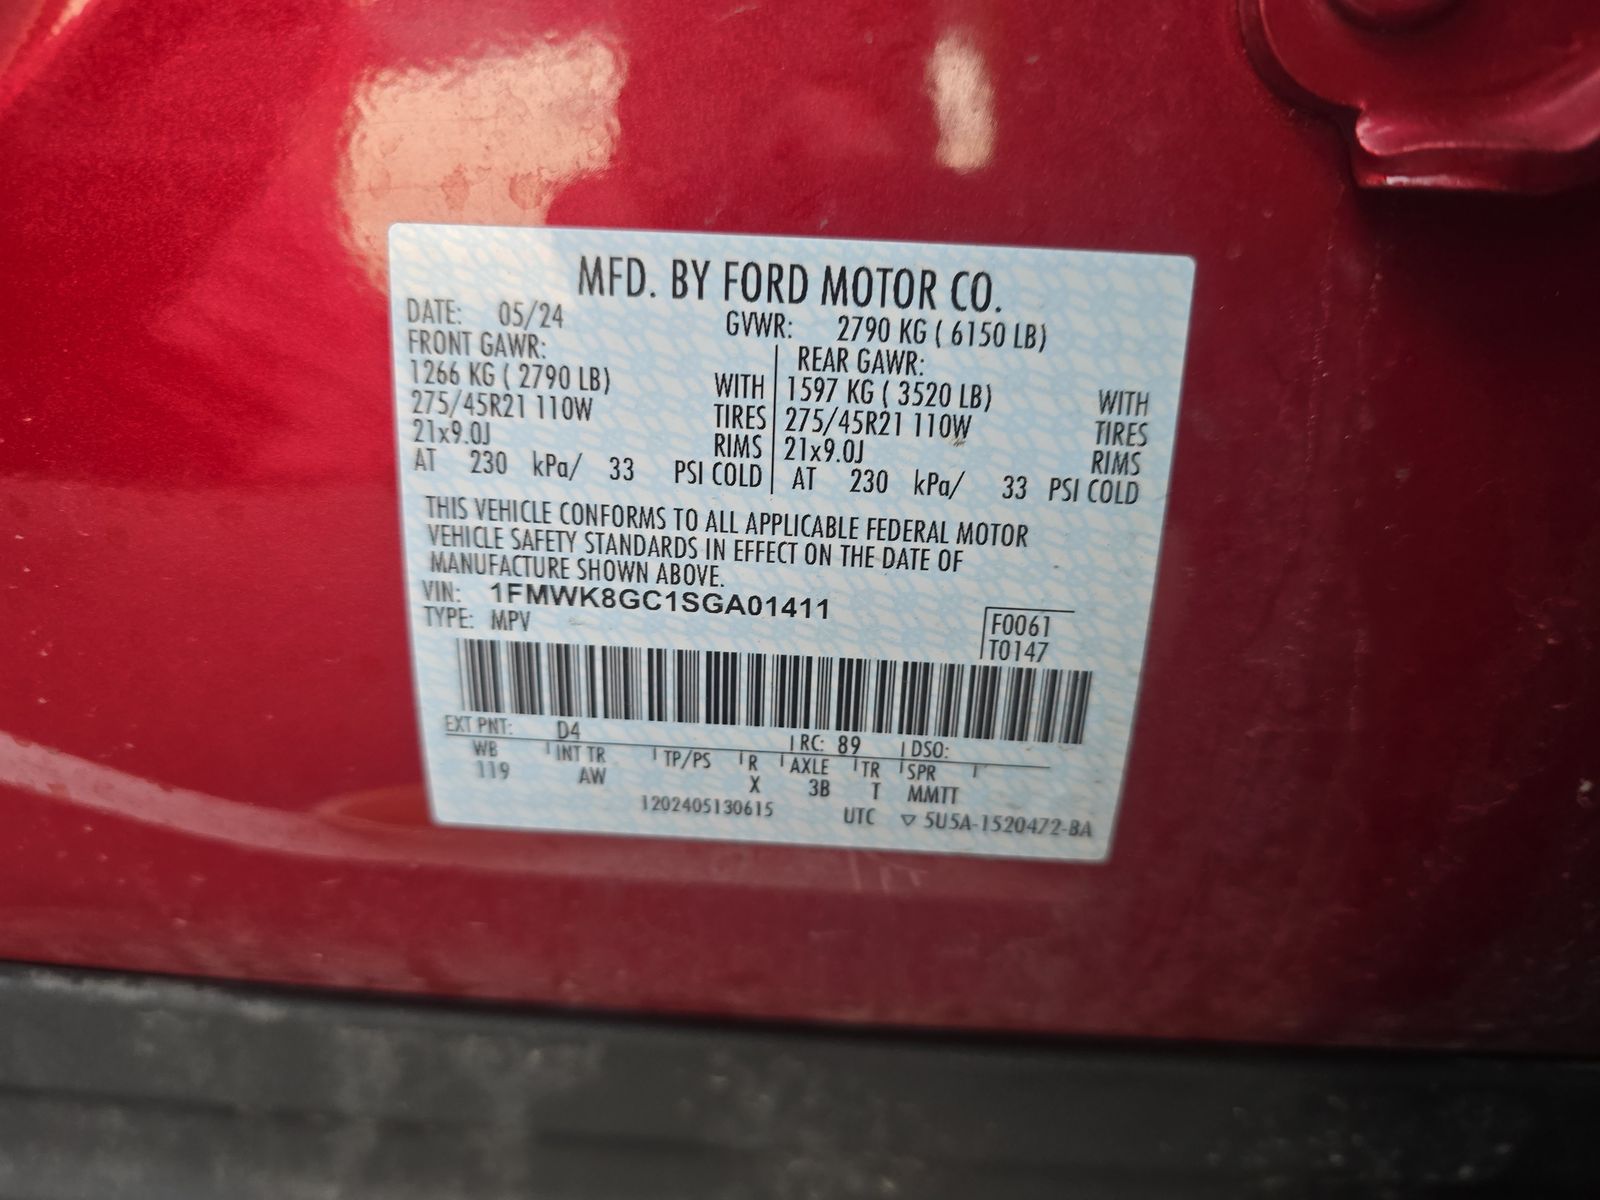 MFD. BY FORD MOTOR CO.
DATE: 05/24 GVWR: 2790 KG ( 6150 LB)
FRONT GAWR: REAR GAWR:
1266 KG ( 2790 LB) WITH 1597 KG ( 3520 LB) WITH
275/45R21 110W TIRES 275/45R21 110W TIRES
21x9.0J RIMS 21x9.0J RIMS
AT 230 kPa/ 33 PSI COLD AT 230 kPa/ 33 PSI COLD
THIS VEHICLE CONFORMS TO ALL APPLICABLE FEDERAL MOTOR
VEHICLE SAFETY STANDARDS IN EFFECT ON THE DATE OF
MANUFACTURE SHOWN ABOVE.
VIN: 1FMWK8GC1SGA01411
TYPE: MPV
F0061
T0147
EXT PNT: D4 RC: 89 DSO:
WB INT TR TP/PS R AXLE TR SPR
119 AW X 3B T MMTT
1202405130615 UTC ▽ 5U5A-1520472-BA